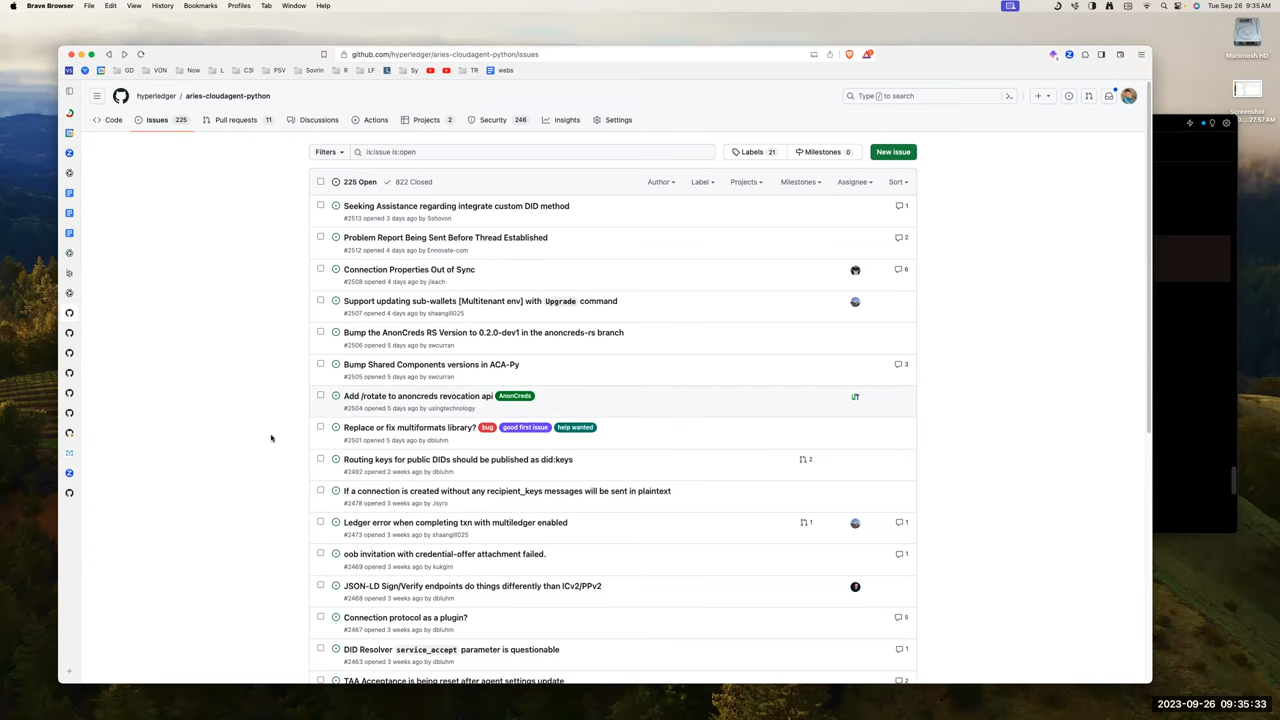 Brave Browser File Edit View History Bookmarks Profiles Tab Window Help
Tue Sep 26 9:35 AM
Macintosh HD
github.com/hyperledger/aries-cloudagent-python/issues
GD VON Now L C3I PSV Sovrin R LF Sy TR webs
Screenshot
hyperledger / aries-cloudagent-python
Type / to search
Code Issues 225 Pull requests 11 Discussions Actions Projects 2 Security 246 Insights Settings
Filters is:issue is:open Labels 21 Milestones 0 New issue
225 Open 822 Closed Author Label Projects Milestones Assignee Sort
Seeking Assistance regarding integrate custom DID method 1
#2513 opened 3 days ago by Sshovon
Problem Report Being Sent Before Thread Established 2
#2512 opened 4 days ago by Ennovate-com
Connection Properties Out of Sync 6
#2508 opened 4 days ago by jleach
Support updating sub-wallets [Multitenant env] with Upgrade command
#2507 opened 4 days ago by shaangill025
Bump the AnonCreds RS Version to 0.2.0-dev1 in the anoncreds-rs branch
#2506 opened 5 days ago by swcurran
Bump Shared Components versions in ACA-Py 3
#2505 opened 5 days ago by swcurran
Add /rotate to anoncreds revocation api AnonCreds
#2504 opened 5 days ago by usingtechnology
Replace or fix multiformats library? bug good first issue help wanted
#2501 opened 5 days ago by dbluhm
Routing keys for public DIDs should be published as did:keys 2
#2492 opened 2 weeks ago by dbluhm
If a connection is created without any recipient_keys messages will be sent in plaintext
#2478 opened 3 weeks ago by Jsyro
Ledger error when completing txn with multiledger enabled 1 1
#2473 opened 3 weeks ago by shaangill025
oob invitation with credential-offer attachment failed. 1
#2469 opened 3 weeks ago by kukgini
JSON-LD Sign/Verify endpoints do things differently than ICv2/PPv2
#2468 opened 3 weeks ago by dbluhm
Connection protocol as a plugin? 5
#2467 opened 3 weeks ago by dbluhm
DID Resolver service_accept parameter is questionable 1
#2463 opened 3 weeks ago by dbluhm
TAA Acceptance is being reset after agent settings update 2
2023-09-26 09:35:33